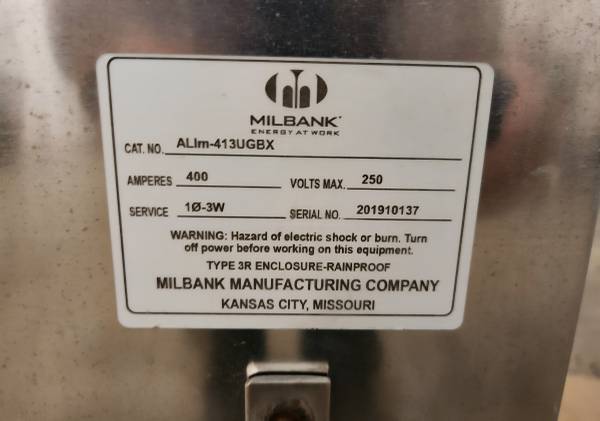 MILBANK
ENERGY AT WORK
CAT. NO. ALIm-413UGBX
AMPERES 400 VOLTS MAX. 250
SERVICE 1Ø-3W SERIAL NO. 201910137
WARNING: Hazard of electric shock or burn. Turn
off power before working on this equipment.
TYPE 3R ENCLOSURE-RAINPROOF
MILBANK MANUFACTURING COMPANY
KANSAS CITY, MISSOURI